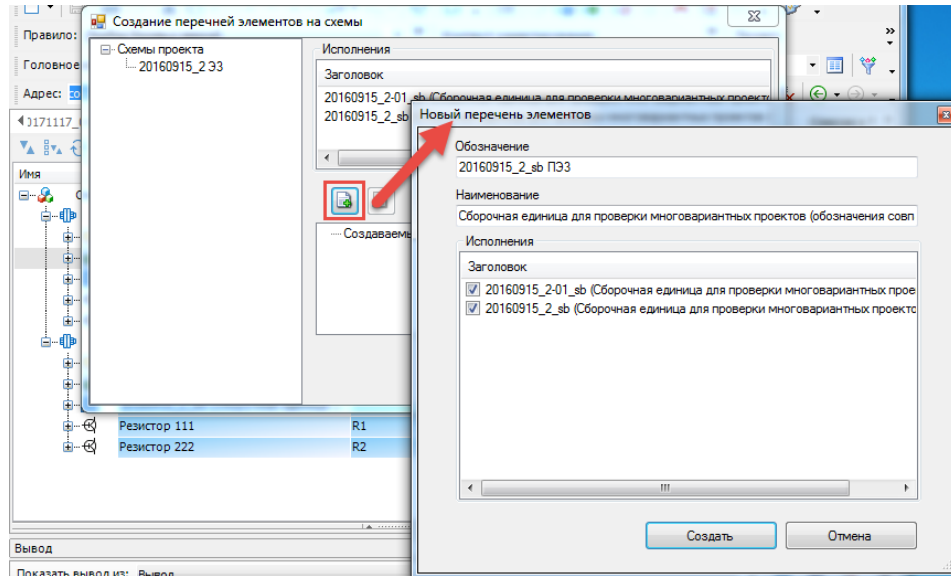 Создание перечней элементов на схемы
Правило:
Головное
Адрес:
Схемы проекта
20160915_2 ЭЗ
Исполнения
Заголовок
20160915_2-01_sb (Сборочная единица для проверки многовариантных проекто
20160915_2_sb
Имя
Создаваемы
Резистор 111
R1
Резистор 222
R2
Вывод
Показать вывод из: Вывод
Новый перечень элементов
Обозначение
20160915_2_sb ПЭЗ
Наименование
Сборочная единица для проверки многовариантных проектов (обозначения совп
Исполнения
Заголовок
20160915_2-01_sb (Сборочная единица для проверки многовариантных прое
20160915_2_sb (Сборочная единица для проверки многовариантных проекто
Создать
Отмена